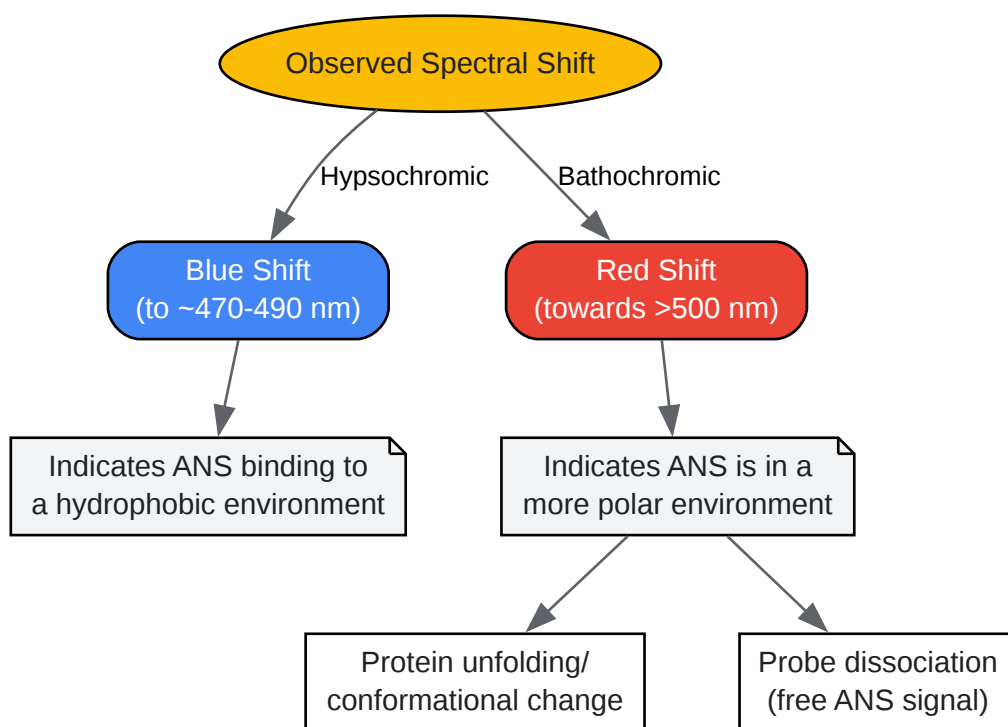 Observed Spectral Shift
Hypsochromic
Bathochromic
Blue Shift
(to ~470-490 nm)
Red Shift
(towards >500 nm)
Indicates ANS binding to
a hydrophobic environment
Indicates ANS is in a
more polar environment
Protein unfolding/
conformational change
Probe dissociation
(free ANS signal)